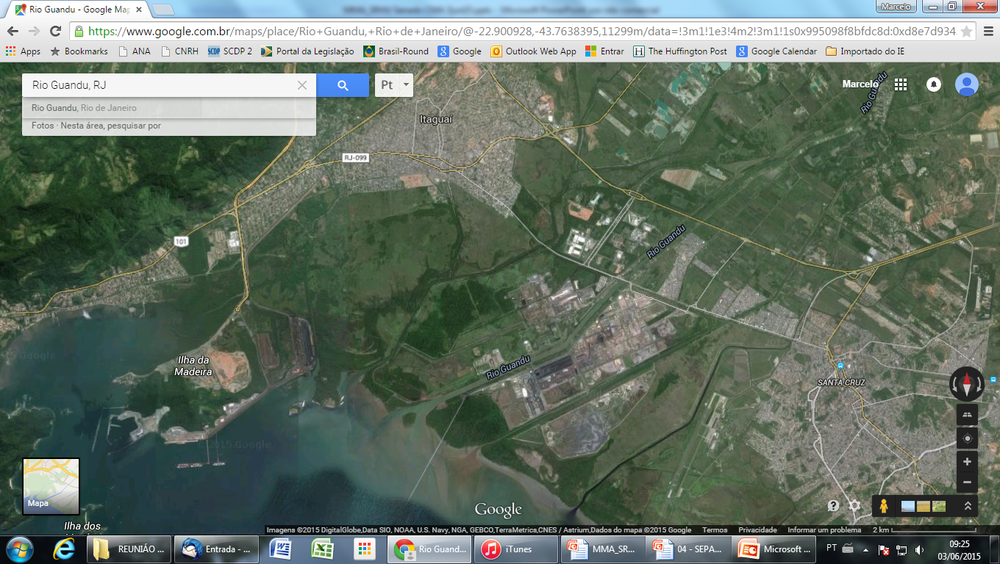 Rio Guandu - Google Map
Marcelo
https://www.google.com.br/maps/place/Rio+Guandu,+Rio+de+Janeiro/@-22.900928,-43.7638395,11299m/data=!3m1!1e3!4m2!3m1!1s0x995098f8bfdc8d:0xd8e7d934
Apps Bookmarks ANA CNRH SCDP 2 Portal da Legislação Brasil-Round Google Outlook Web App Entrar The Huffington Post Google Calendar Importado do IE
Rio Guandu, RJ
Pt
Marcelo
Rio Guandu
Rio Guandu, Rio de Janeiro
Fotos · Nesta área, pesquisar por
Itaguaí
RJ-099
101
Rio Guandu
Ilha da
Madeira
Rio Guandu
SANTA CRUZ
2015 Google
© 2015 Google
Mapa
Google
Ilha dos
Imagens ©2015 DigitalGlobe,Data SIO, NOAA, U.S. Navy, NGA, GEBCO,TerraMetrics,CNES / Astrium,Dados do mapa ©2015 Google Termos Privacidade Informar um problema 2 km
REUNIÃO ... Entrada - ... Rio Guand... iTunes MMA_SR... 04 - SEPA... Microsoft ... PT
09:25
03/06/2015